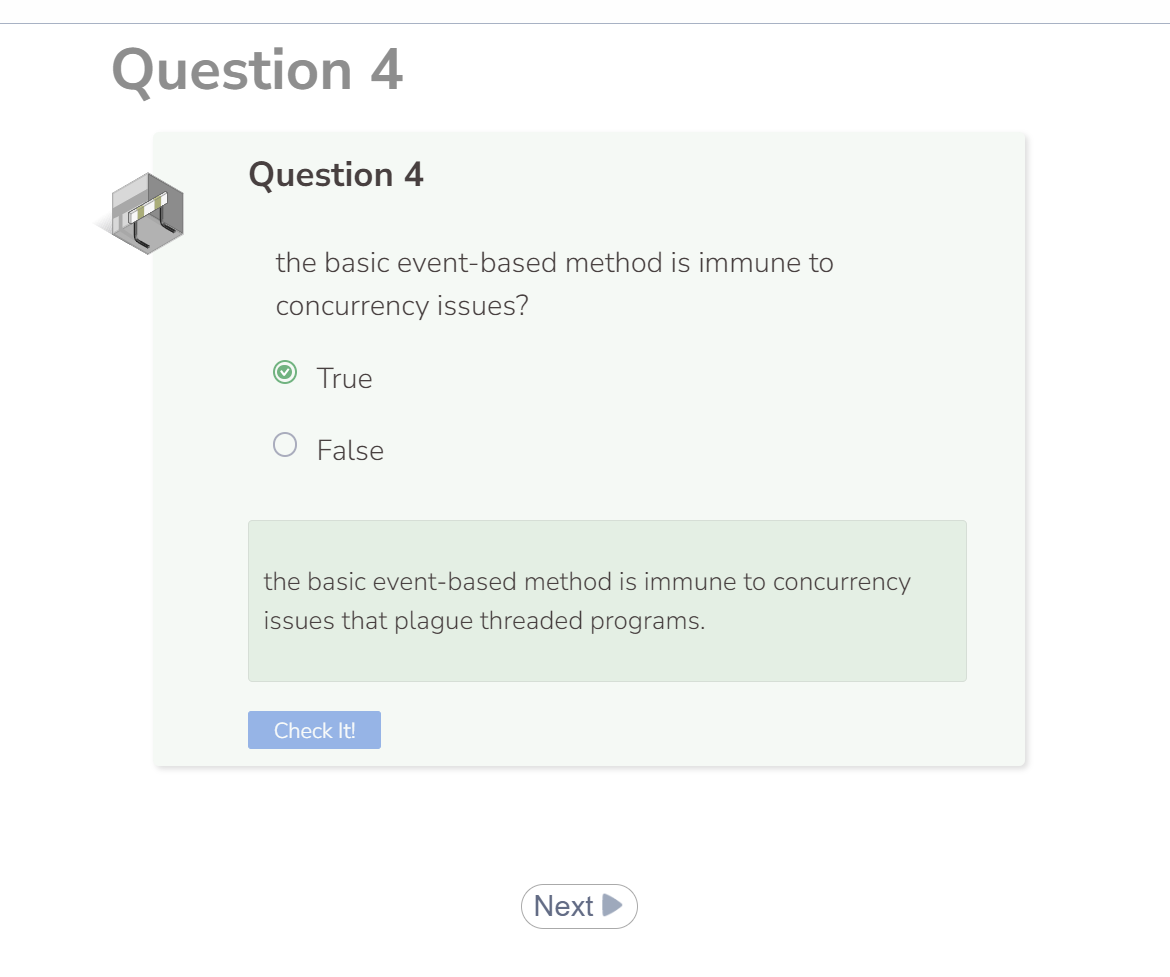 Question 4
Question 4
the basic event-based method is immune to
concurrency issues?
True
False
the basic event-based method is immune to concurrency
issues that plague threaded programs.
Check It!
Next